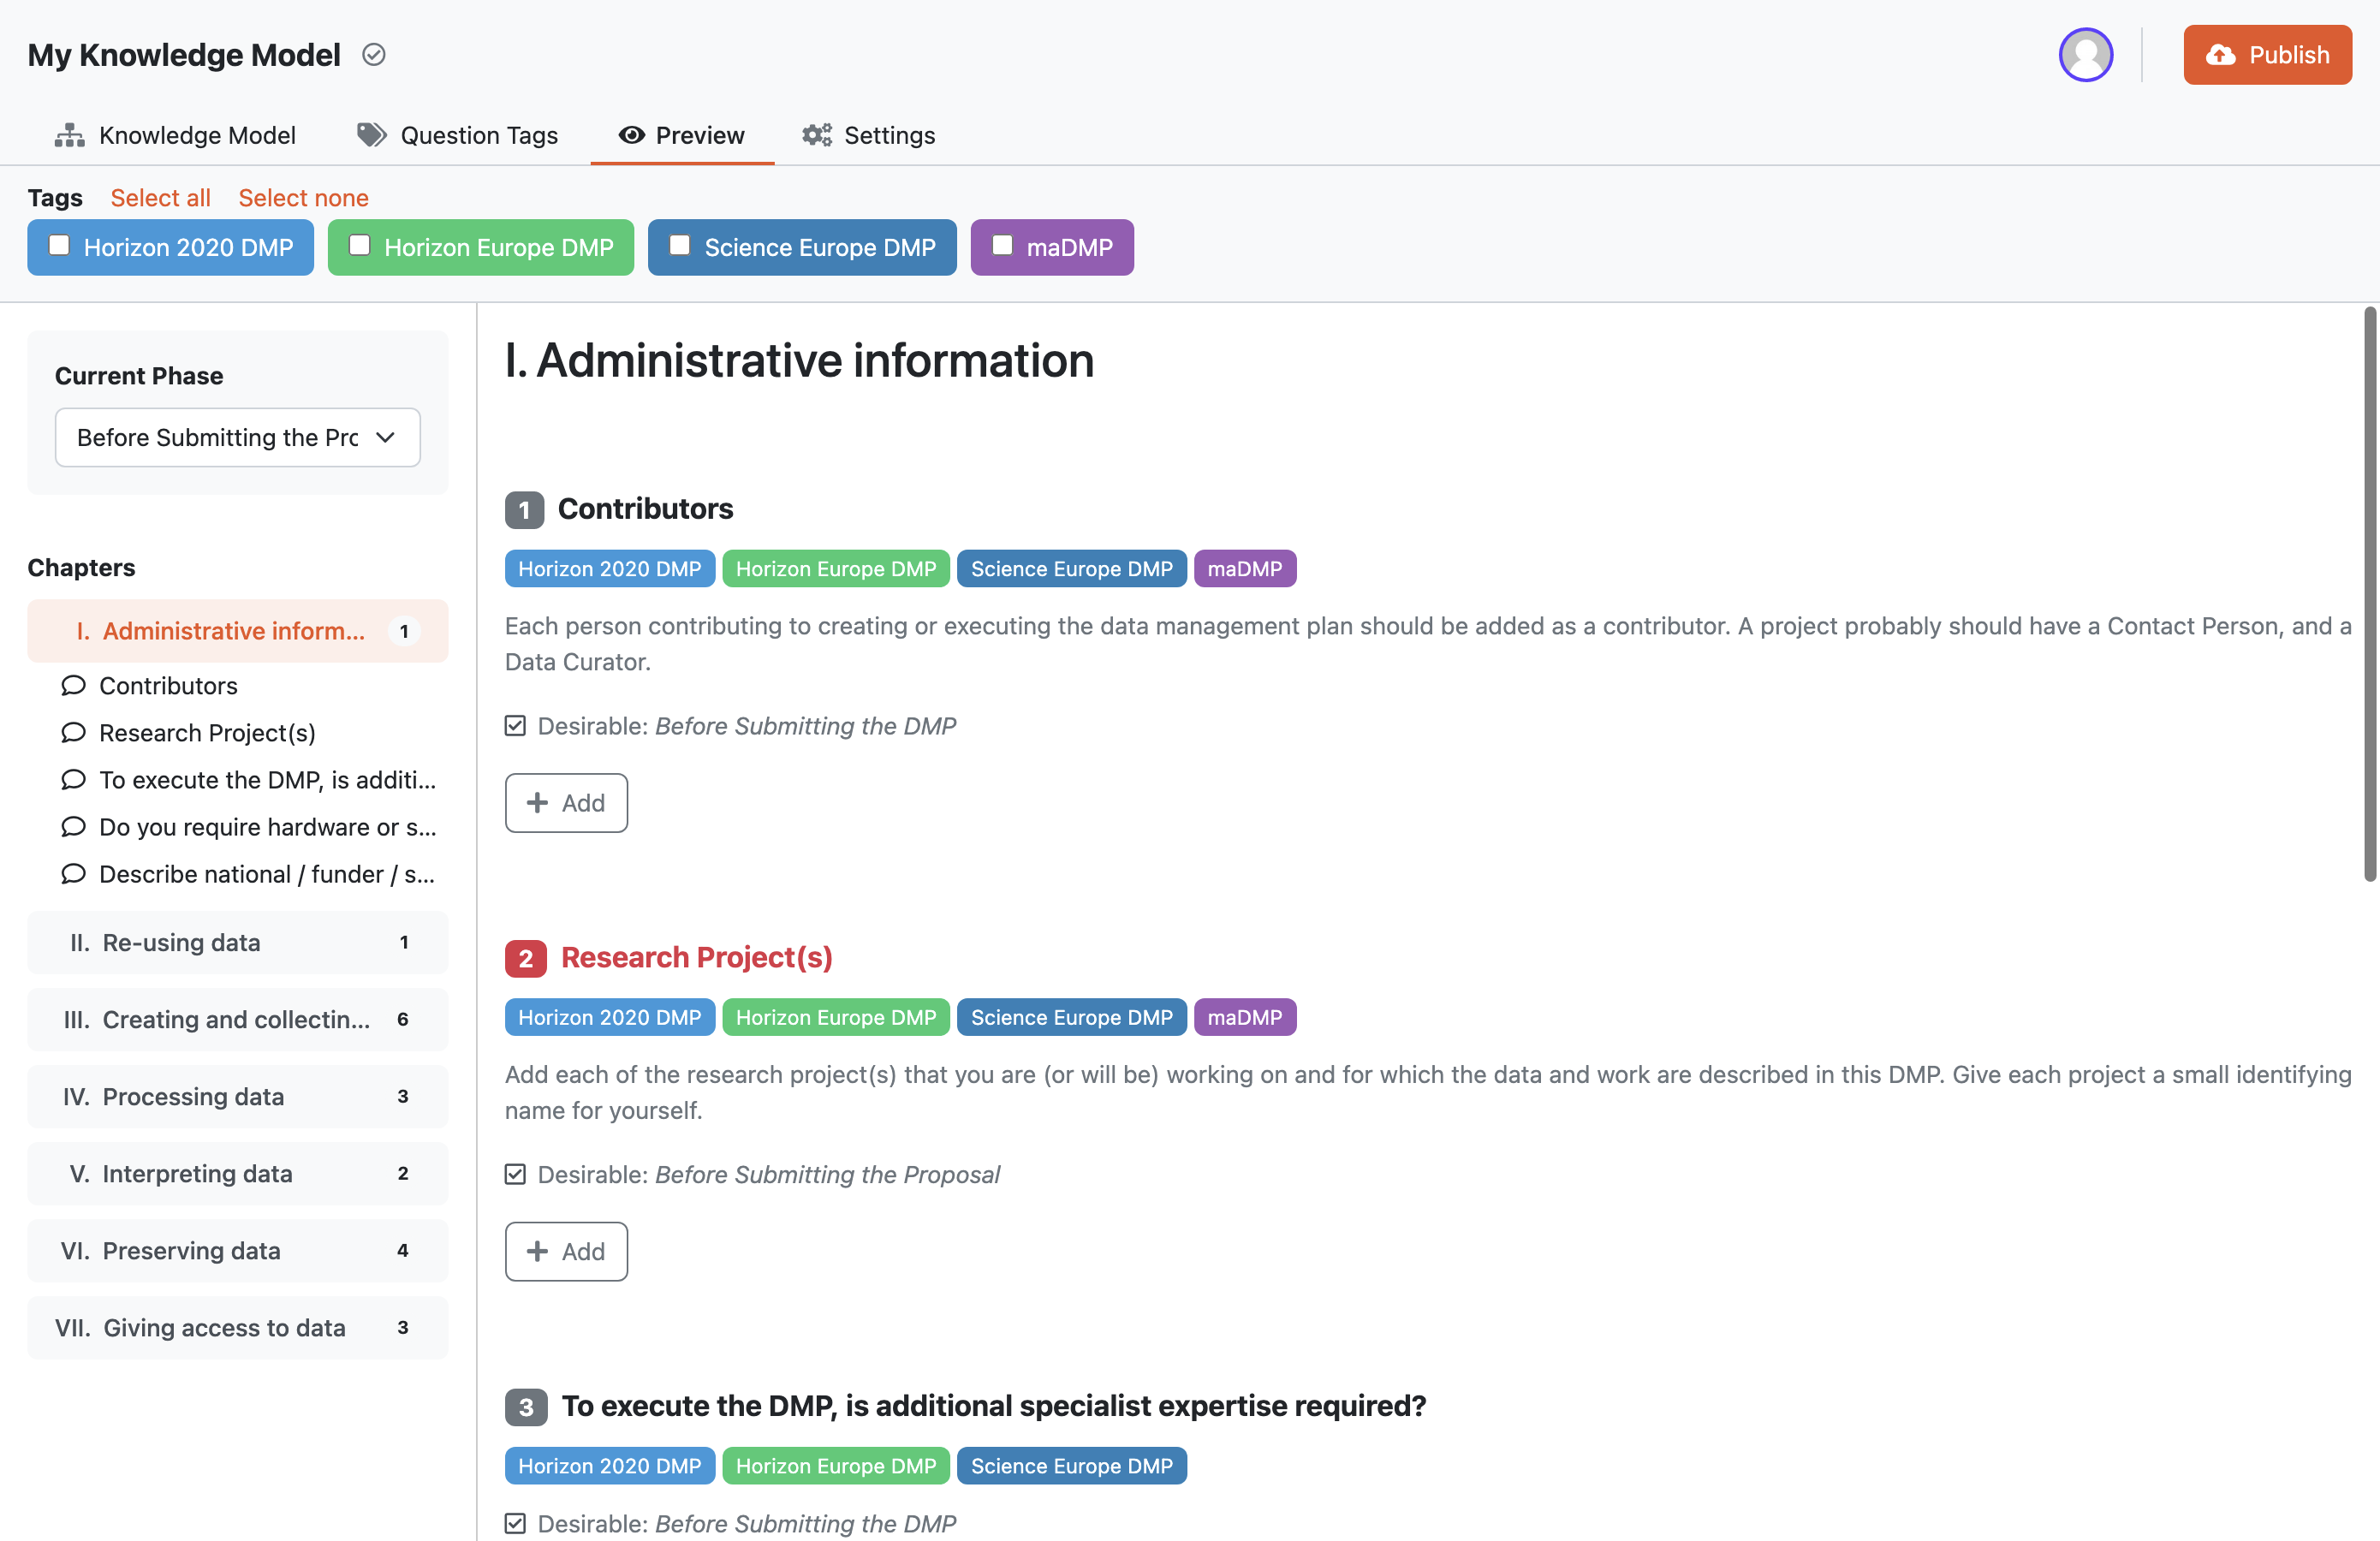 My Knowledge Model
Publish
Knowledge Model
Question Tags
Preview
Settings
Tags
Select all
Select none
Horizon 2020 DMP
Horizon Europe DMP
Science Europe DMP
maDMP
Current Phase
Before Submitting the Prc
Chapters
I. Administrative inform... 1
Contributors
Research Project(s)
To execute the DMP, is additi...
Do you require hardware or s...
Describe national / funder / s...
II. Re-using data 1
III. Creating and collectin... 6
IV. Processing data 3
V. Interpreting data 2
VI. Preserving data 4
VII. Giving access to data 3
I. Administrative information
1 Contributors
Horizon 2020 DMP Horizon Europe DMP Science Europe DMP maDMP
Each person contributing to creating or executing the data management plan should be added as a contributor. A project probably should have a Contact Person, and a
Data Curator.
Desirable: Before Submitting the DMP
Add
2 Research Project(s)
Horizon 2020 DMP Horizon Europe DMP Science Europe DMP maDMP
Add each of the research project(s) that you are (or will be) working on and for which the data and work are described in this DMP. Give each project a small identifying
name for yourself.
Desirable: Before Submitting the Proposal
Add
3 To execute the DMP, is additional specialist expertise required?
Horizon 2020 DMP Horizon Europe DMP Science Europe DMP
Desirable: Before Submitting the DMP